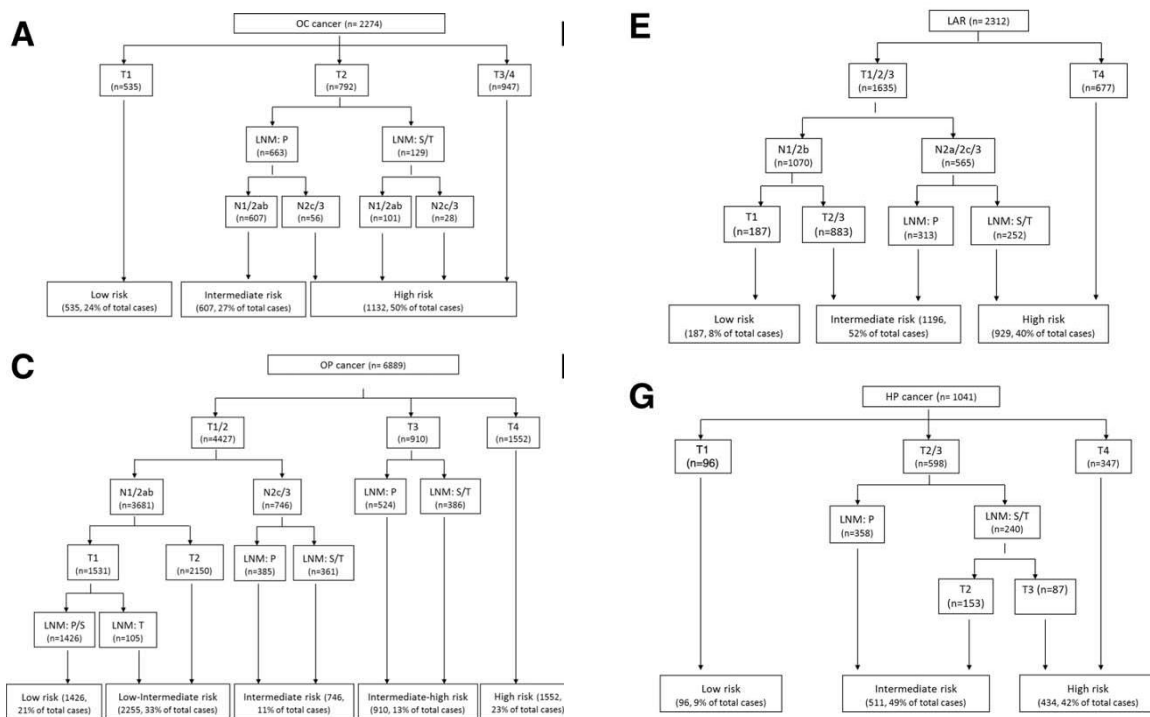 A
OC cancer (n= 2274)
T1
(n=535)
T2
(n=792)
T3/4
(n=947)
LNM: P
(n=663)
LNM: S/T
(n=129)
N1/2ab
(n=607)
N2c/3
(n=56)
N1/2ab
(n=101)
N2c/3
(n=28)
Low risk
(535, 24% of total cases)
Intermediate risk
(607, 27% of total cases)
High risk
(1132, 50% of total cases)
C
OP cancer (n= 6889)
T1/2
(n=4427)
T3
(n=910)
T4
(n=1552)
N1/2ab
(n=3681)
N2c/3
(n=746)
LNM: P
(n=524)
LNM: S/T
(n=386)
T1
(n=1531)
T2
(n=2150)
LNM: P
(n=385)
LNM: S/T
(n=361)
LNM: P/S
(n=1426)
LNM: T
(n=105)
Low risk (1426,
21% of total cases)
Low-Intermediate risk
(2255, 33% of total cases)
Intermediate risk (746,
11% of total cases)
Intermediate-high risk
(910, 13% of total cases)
High risk (1552,
23% of total cases)
E
LAR (n= 2312)
T1/2/3
(n=1635)
T4
(n=677)
N1/2b
(n=1070)
N2a/2c/3
(n=565)
T1
(n=187)
T2/3
(n=883)
LNM: P
(n=313)
LNM: S/T
(n=252)
Low risk
(187, 8% of total cases)
Intermediate risk (1196,
52% of total cases)
High risk
(929, 40% of total cases)
G
HP cancer (n= 1041)
T1
(n=96)
T2/3
(n=598)
T4
(n=347)
LNM: P
(n=358)
LNM: S/T
(n=240)
T2
(n=153)
T3 (n=87)
Low risk
(96, 9% of total cases)
Intermediate risk
(511, 49% of total cases)
High risk
(434, 42% of total cases)